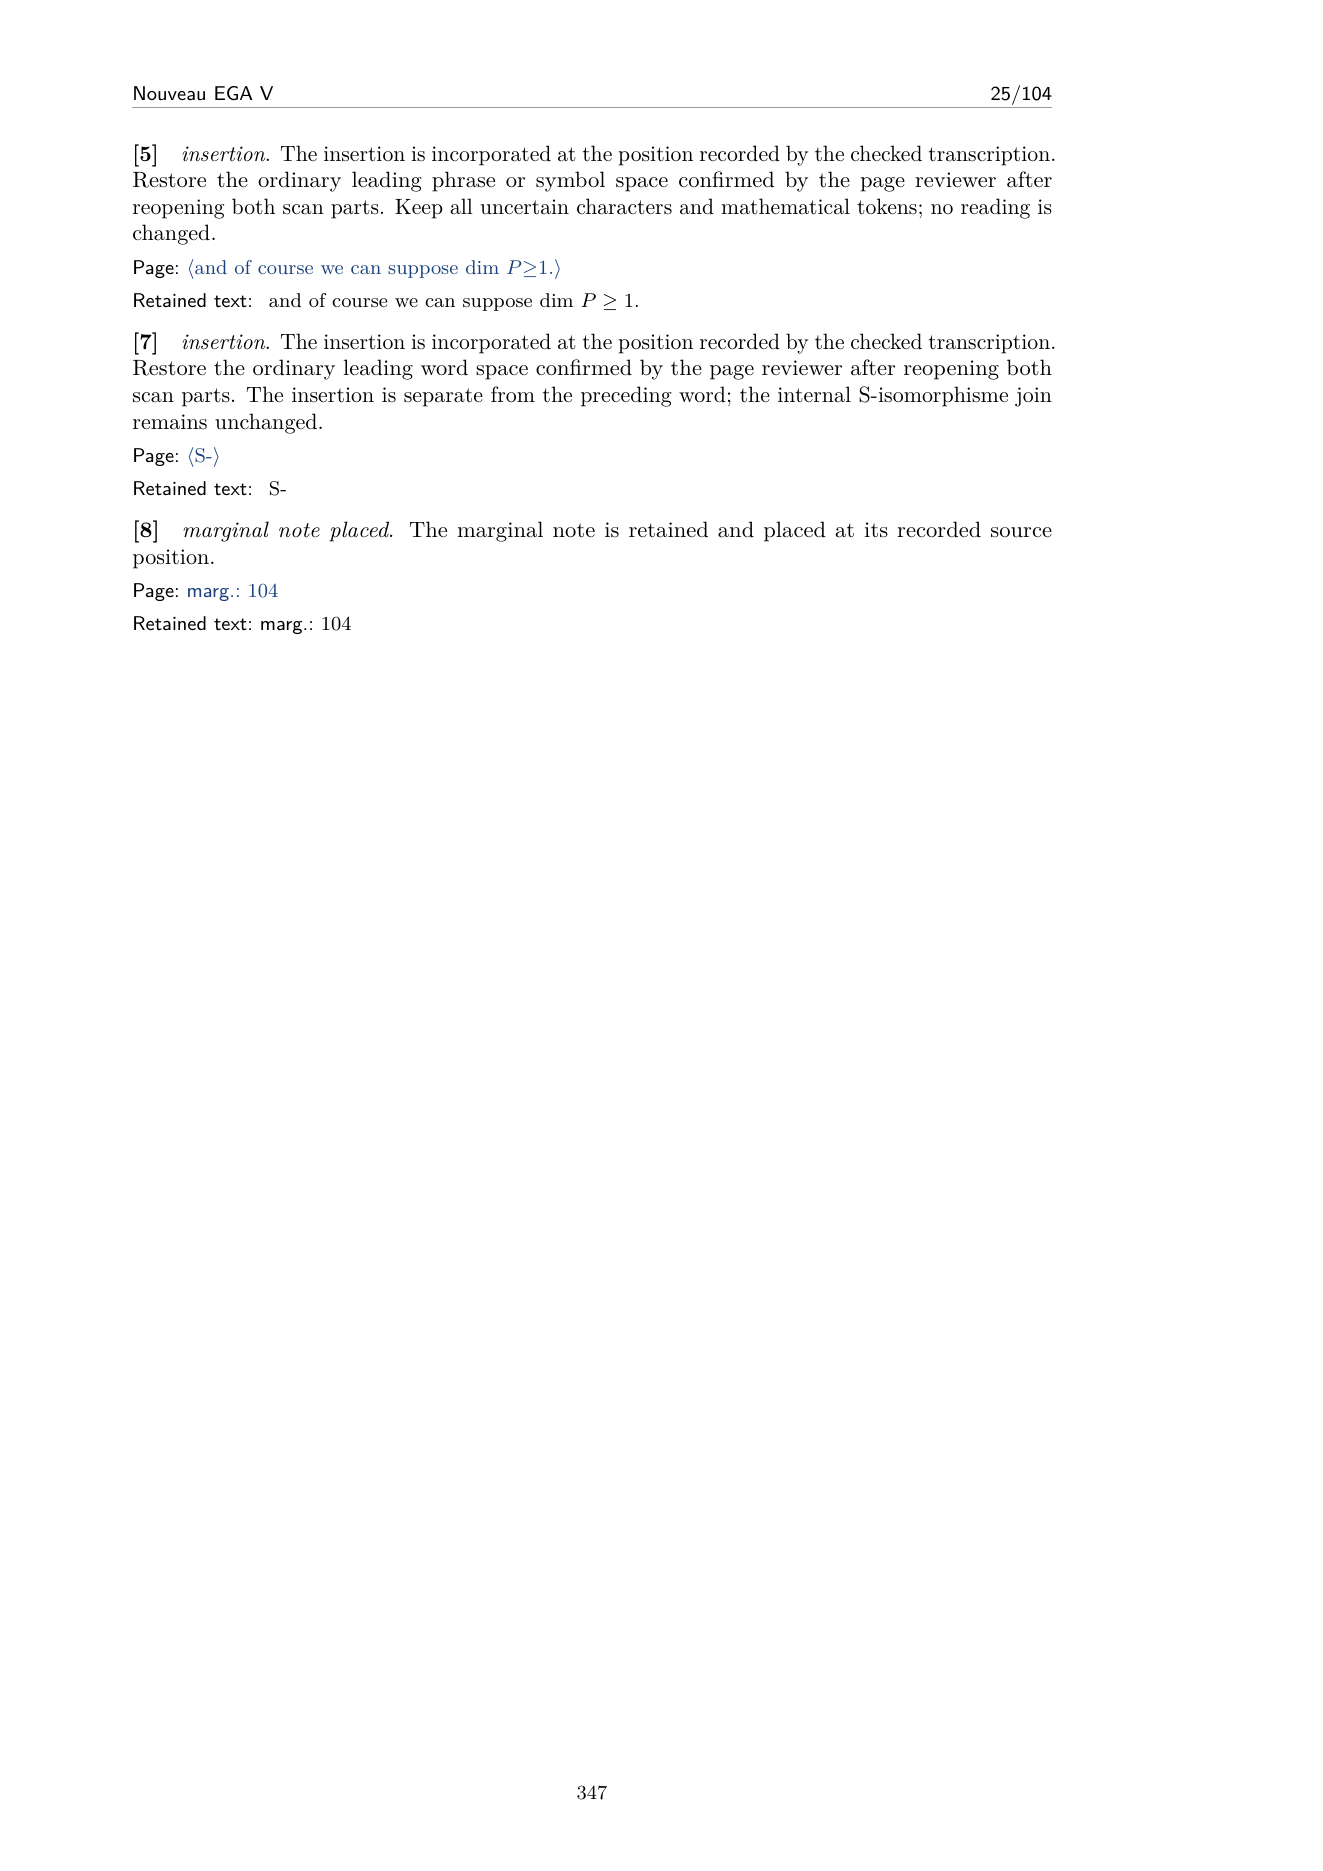 Nouveau EGA V 25/104
[5] insertion. The insertion is incorporated at the position recorded by the checked transcription.
Restore the ordinary leading phrase or symbol space confirmed by the page reviewer after
reopening both scan parts. Keep all uncertain characters and mathematical tokens; no reading is
changed.
Page: ⟨and of course we can suppose dim P≥1.⟩
Retained text: and of course we can suppose dim P ≥ 1.
[7] insertion. The insertion is incorporated at the position recorded by the checked transcription.
Restore the ordinary leading word space confirmed by the page reviewer after reopening both
scan parts. The insertion is separate from the preceding word; the internal S-isomorphisme join
remains unchanged.
Page: ⟨S-⟩
Retained text: S-
[8] marginal note placed. The marginal note is retained and placed at its recorded source
position.
Page: marg.: 104
Retained text: marg.: 104
347